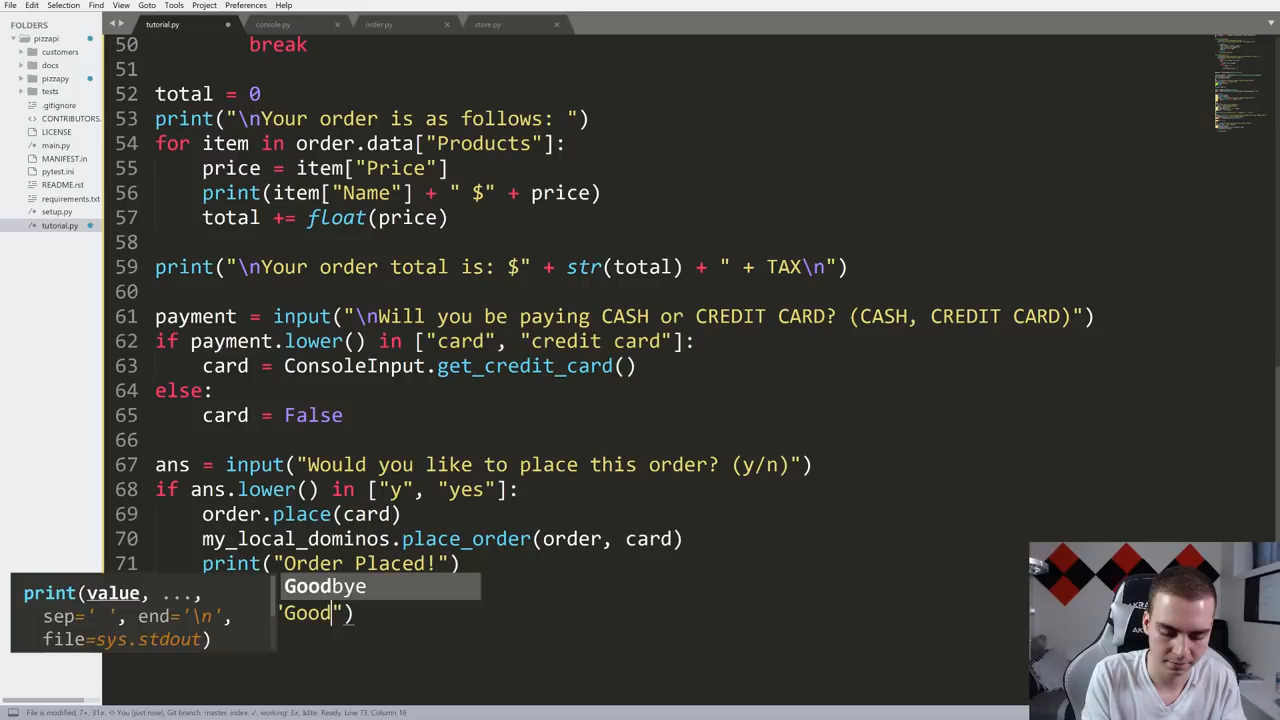 File Edit Selection Find View Goto Tools Project Preferences Help
FOLDERS
pizzapi
customers
docs
pizzapy
tests
.gitignore
CONTRIBUTORS.
LICENSE
main.py
MANIFEST.in
pytest.ini
README.rst
requirements.txt
setup.py
tutorial.py
tutorial.py console.py order.py store.py
50 break
51
52 total = 0
53 print("\nYour order is as follows: ")
54 for item in order.data["Products"]:
55 price = item["Price"]
56 print(item["Name"] + " $" + price)
57 total += float(price)
58
59 print("\nYour order total is: $" + str(total) + " + TAX\n")
60
61 payment = input("\nWill you be paying CASH or CREDIT CARD? (CASH, CREDIT CARD)")
62 if payment.lower() in ["card", "credit card"]:
63 card = ConsoleInput.get_credit_card()
64 else:
65 card = False
66
67 ans = input("Would you like to place this order? (y/n)")
68 if ans.lower() in ["y", "yes"]:
69 order.place(card)
70 my_local_dominos.place_order(order, card)
71 print("Order Placed!")
Goodbye
"Good")
print(value, ...,
sep=' ', end='\n',
file=sys.stdout)